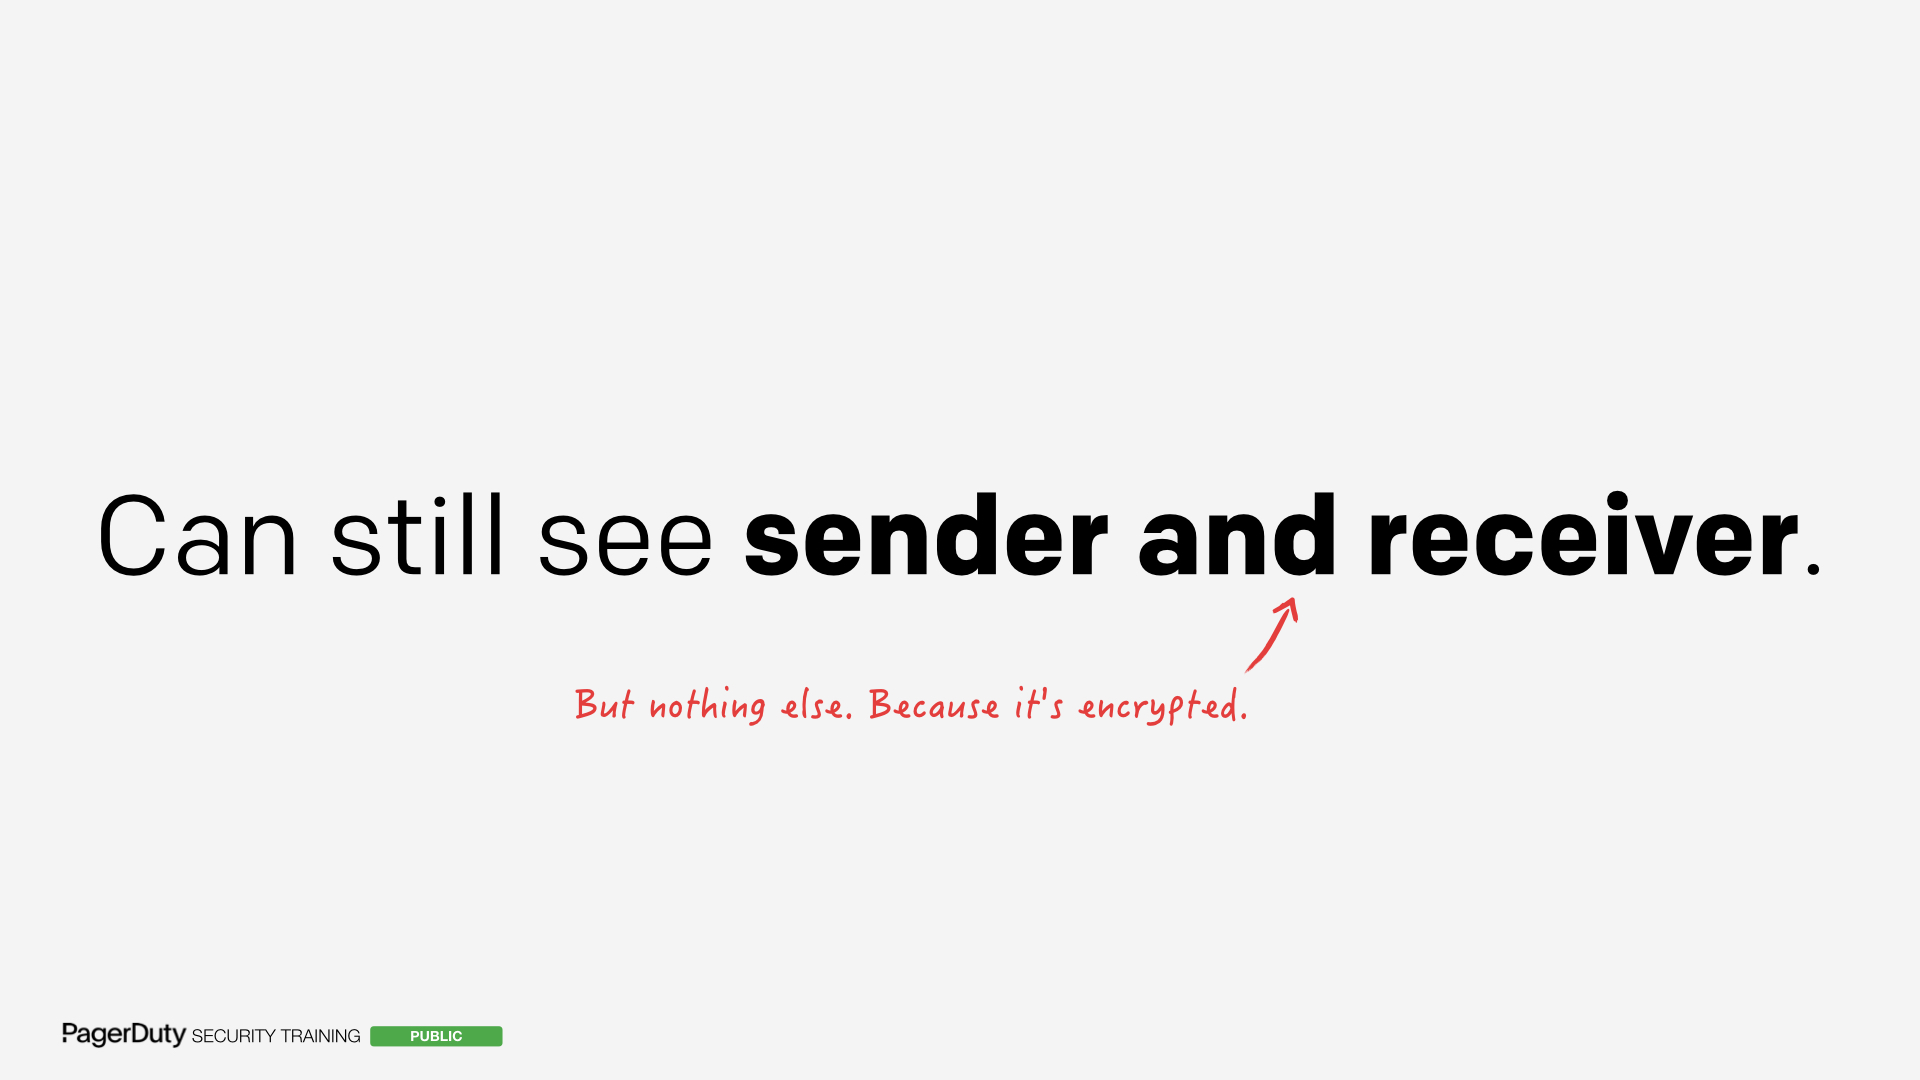 Can still see sender and receiver.
But nothing else. Because it's encrypted.
PagerDuty SECURITY TRAINING PUBLIC